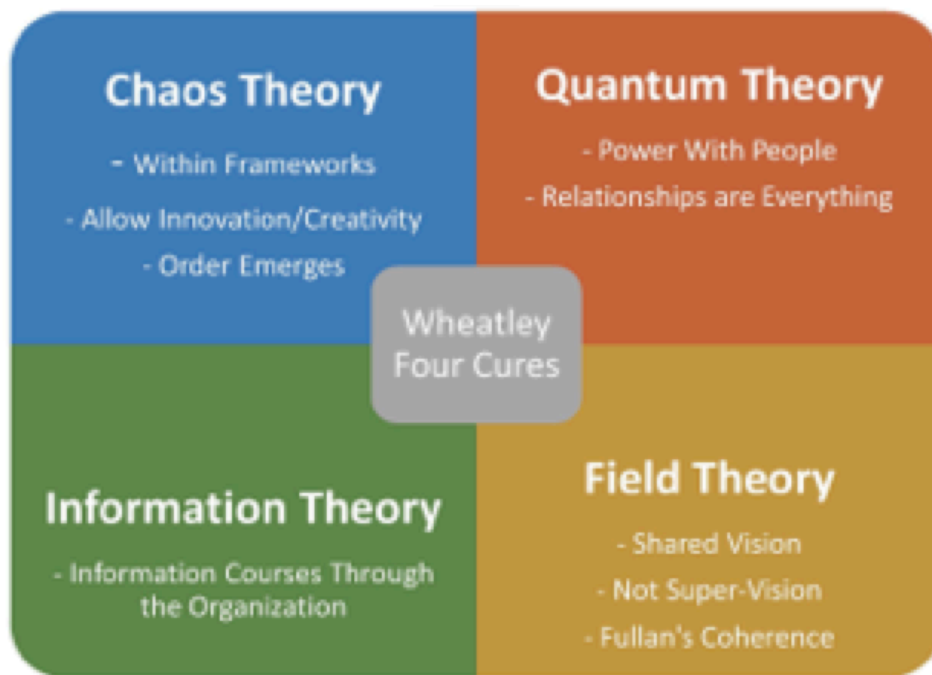 Chaos Theory
- Within Frameworks
- Allow Innovation/Creativity
- Order Emerges
Quantum Theory
- Power With People
- Relationships are Everything
Wheatley
Four Cures
Information Theory
- Information Courses Through
the Organization
Field Theory
- Shared Vision
- Not Super-Vision
- Fullan's Coherence